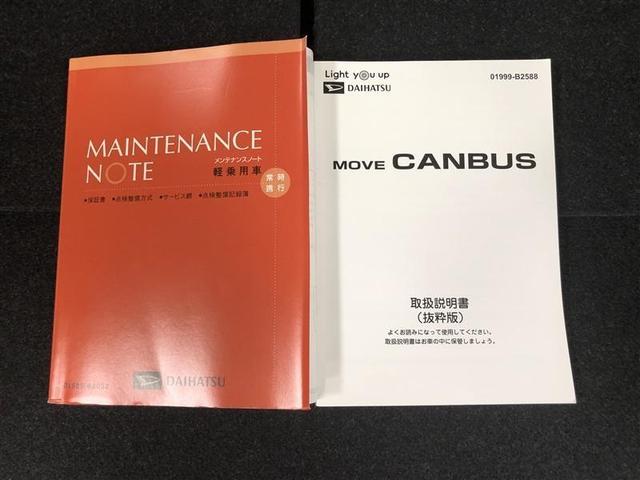 MAINTENANCE
NOTE
メンテナンスノート
軽乗用車
常時
携行
●保証書 ●点検整備方式 ●サービス網 ●点検整備記録簿
DAIHATSU
Light you up
DAIHATSU
01999-B2588
MOVE CANBUS
取扱説明書
（抜粋版）
よくお読みになって使用してください。
取扱説明書はお車の中に保管しましょう。